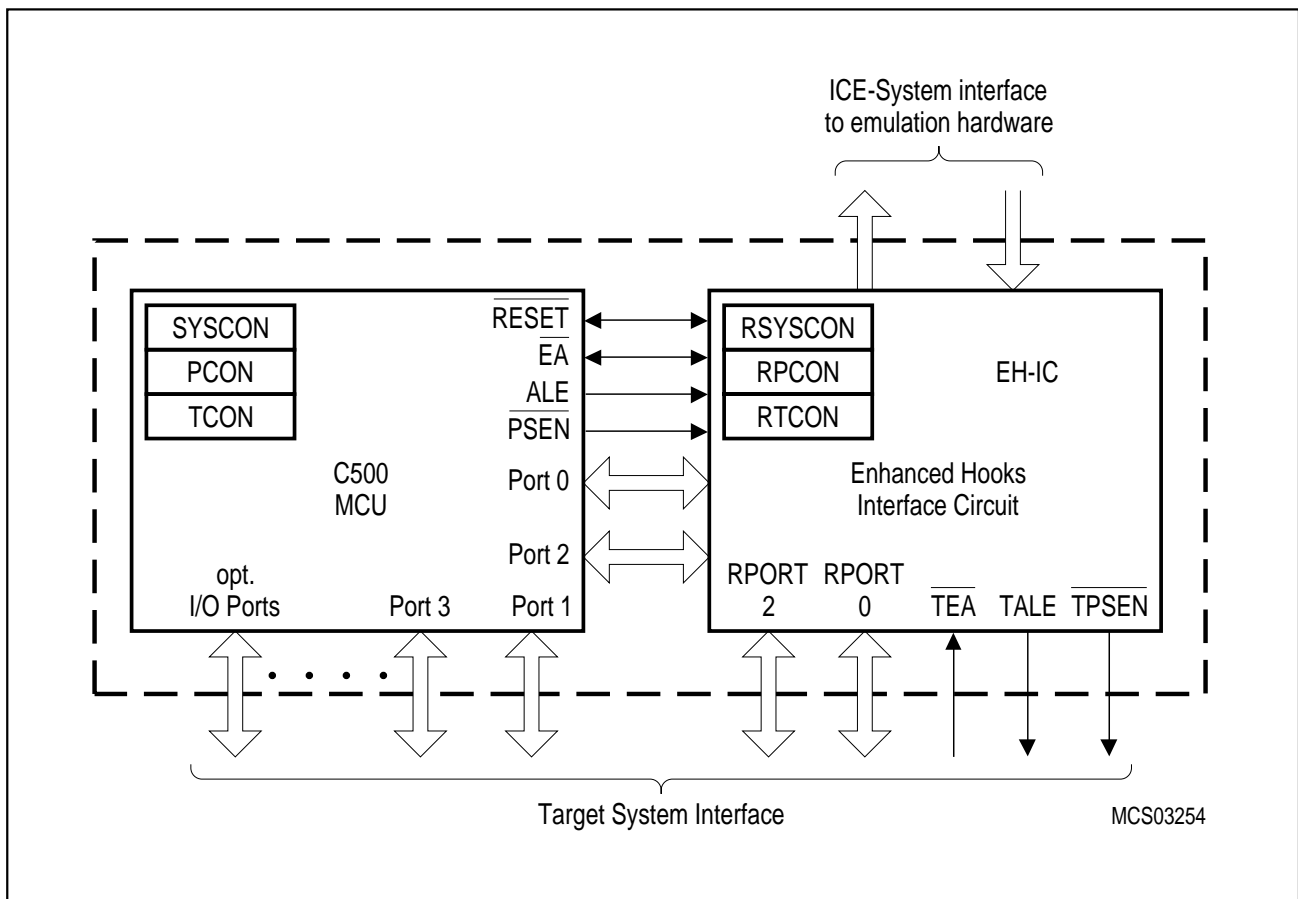 ICE-System interface
to emulation hardware
SYSCON
PCON
TCON
RESET
EA
ALE
PSEN
Port 0
Port 2
C500
MCU
opt.
I/O Ports
Port 3
Port 1
RSYSCON
RPCON
RTCON
EH-IC
Enhanced Hooks
Interface Circuit
RPORT
2
RPORT
0
TEA
TALE
TPSEN
Target System Interface
MCS03254